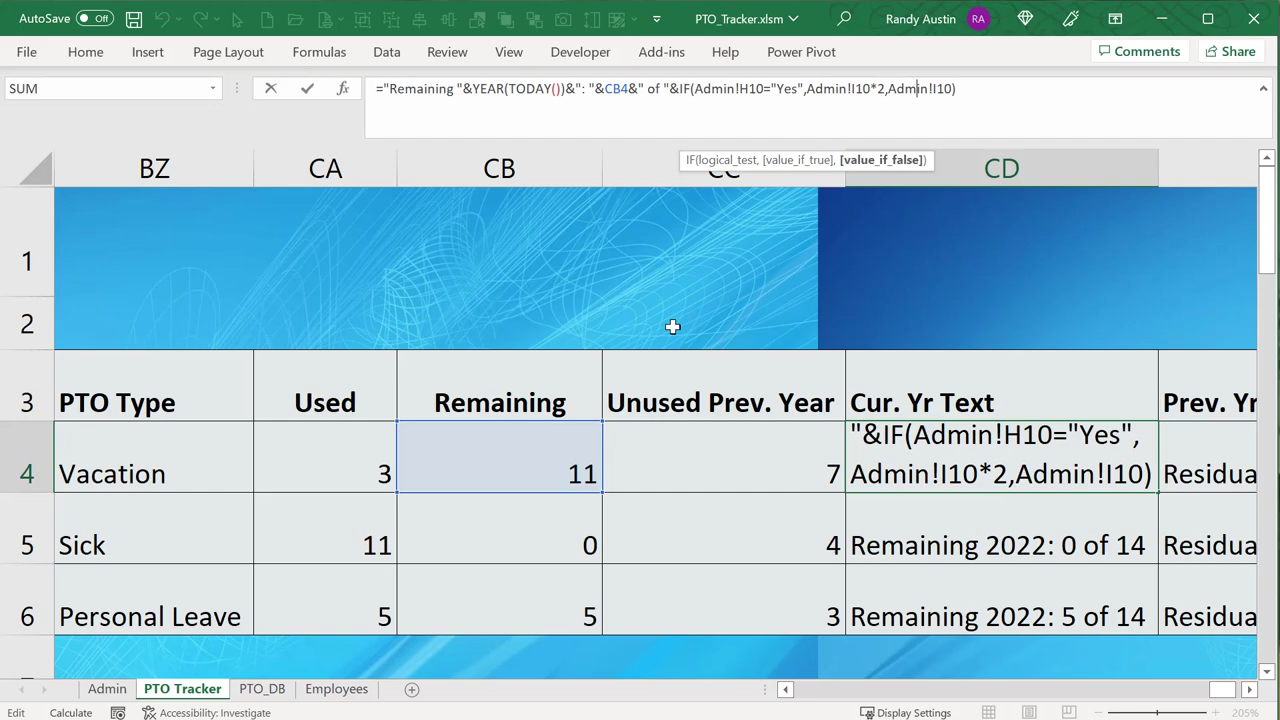 AutoSave Off PTO_Tracker.xlsm Randy Austin RA
File Home Insert Page Layout Formulas Data Review View Developer Add-ins Help Power Pivot Comments Share
SUM fx ="Remaining "&YEAR(TODAY())&": "&CB4&" of "&IF(Admin!H10="Yes",Admin!I10*2,Admin!I10)
IF(logical_test, [value_if_true], [value_if_false])
BZ CA CB CC CD
1
2
3 PTO Type Used Remaining Unused Prev. Year Cur. Yr Text Prev. Yr
"&IF(Admin!H10="Yes",
4 Vacation 3 11 7 Admin!I10*2,Admin!I10) Residua
5 Sick 11 0 4 Remaining 2022: 0 of 14 Residua
6 Personal Leave 5 5 3 Remaining 2022: 5 of 14 Residua
Admin PTO Tracker PTO_DB Employees
Edit Calculate Accessibility: Investigate Display Settings 205%